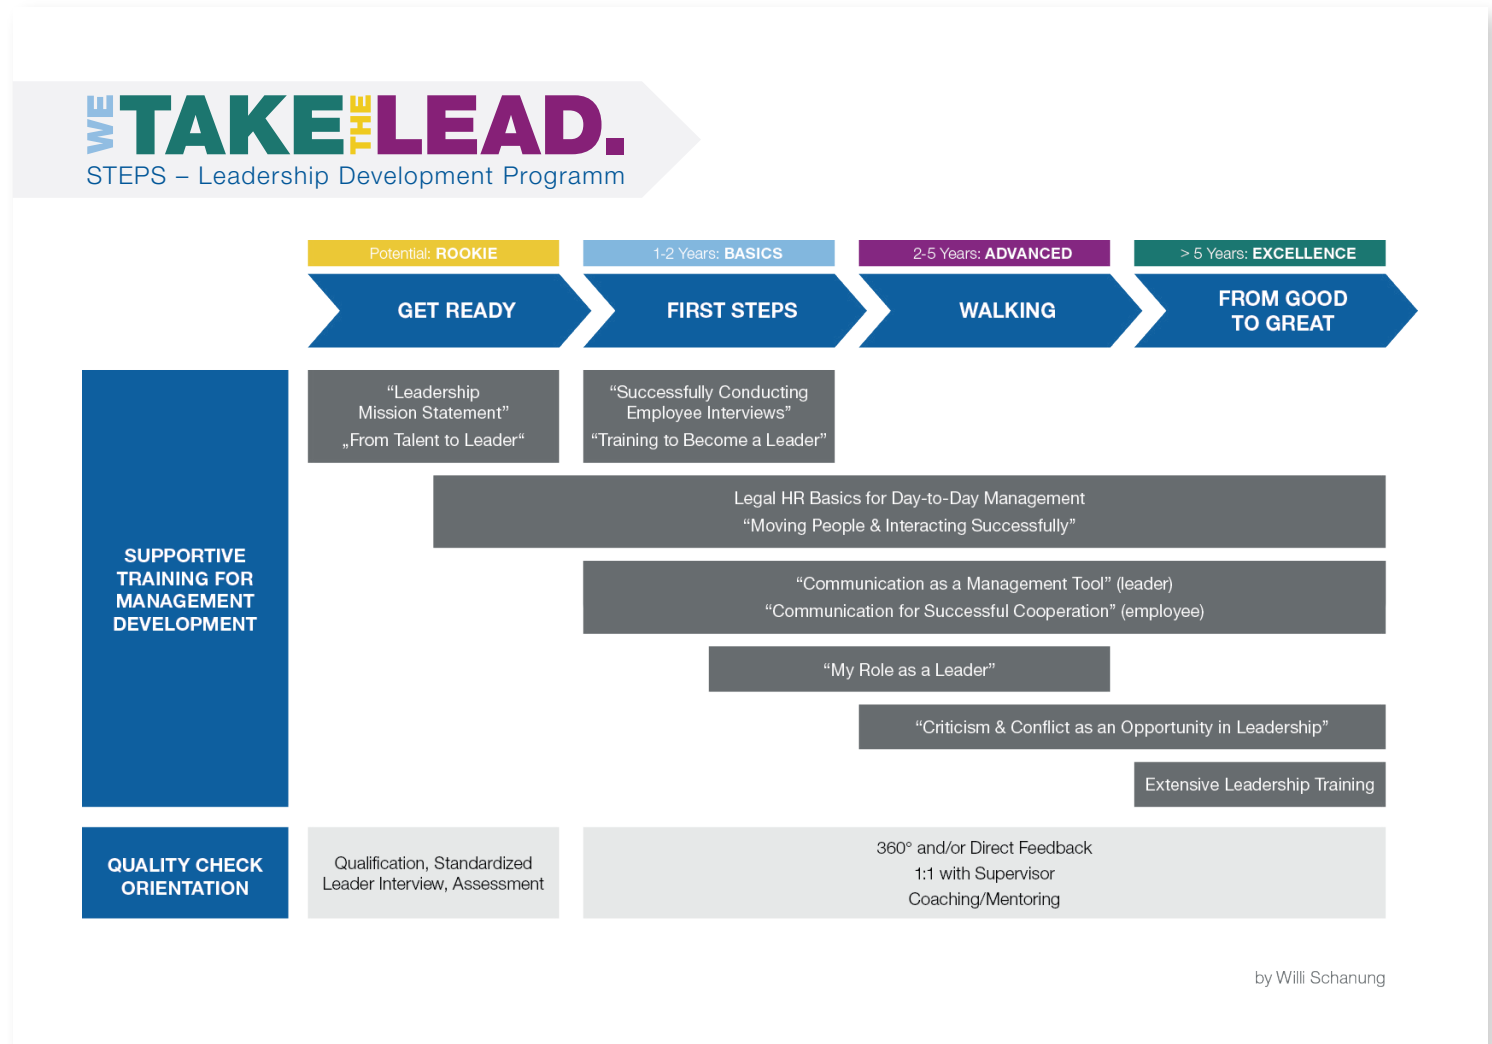 WE TAKE THE LEAD.
STEPS – Leadership Development Programm
Potential: ROOKIE
1-2 Years: BASICS
2-5 Years: ADVANCED
> 5 Years: EXCELLENCE
GET READY
FIRST STEPS
WALKING
FROM GOOD
TO GREAT
SUPPORTIVE
TRAINING FOR
MANAGEMENT
DEVELOPMENT
“Leadership
Mission Statement”
„From Talent to Leader“
“Successfully Conducting
Employee Interviews”
“Training to Become a Leader”
Legal HR Basics for Day-to-Day Management
“Moving People & Interacting Successfully”
“Communication as a Management Tool” (leader)
“Communication for Successful Cooperation” (employee)
“My Role as a Leader”
“Criticism & Conflict as an Opportunity in Leadership”
Extensive Leadership Training
QUALITY CHECK
ORIENTATION
Qualification, Standardized
Leader Interview, Assessment
360° and/or Direct Feedback
1:1 with Supervisor
Coaching/Mentoring
by Willi Schanung